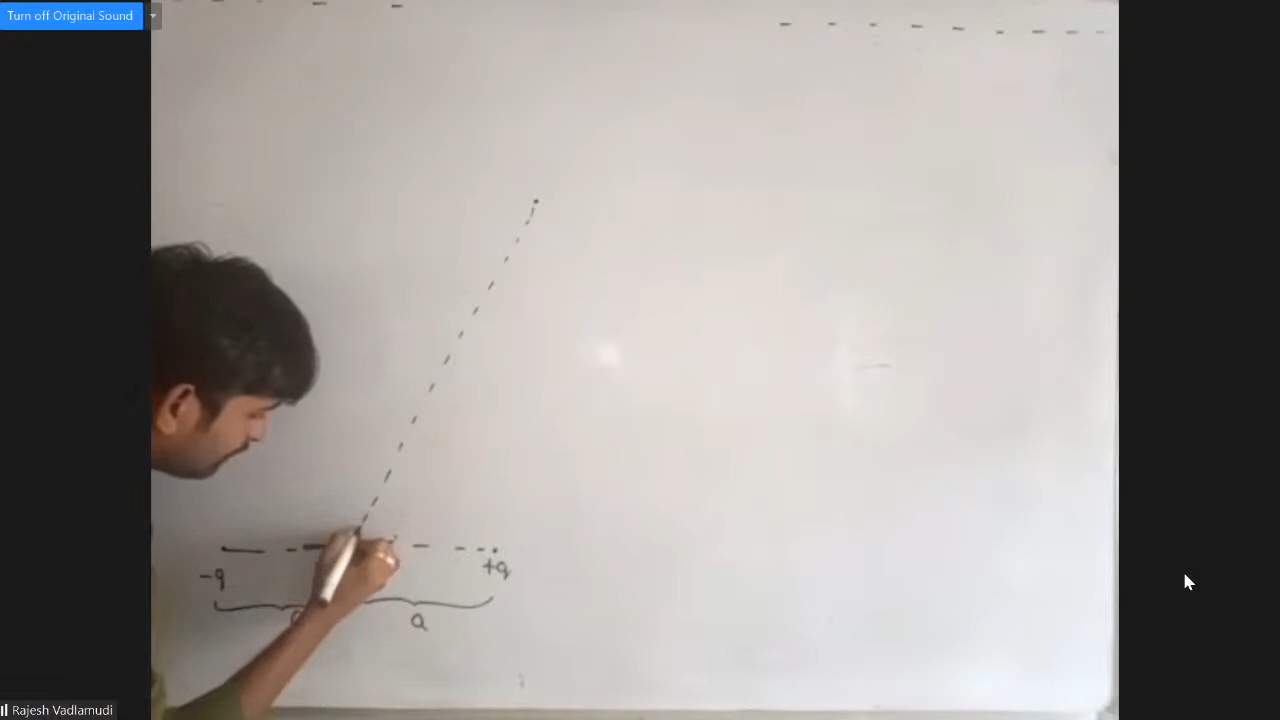 Turn off Original Sound
-q
+q
a
Rajesh Vadlamudi